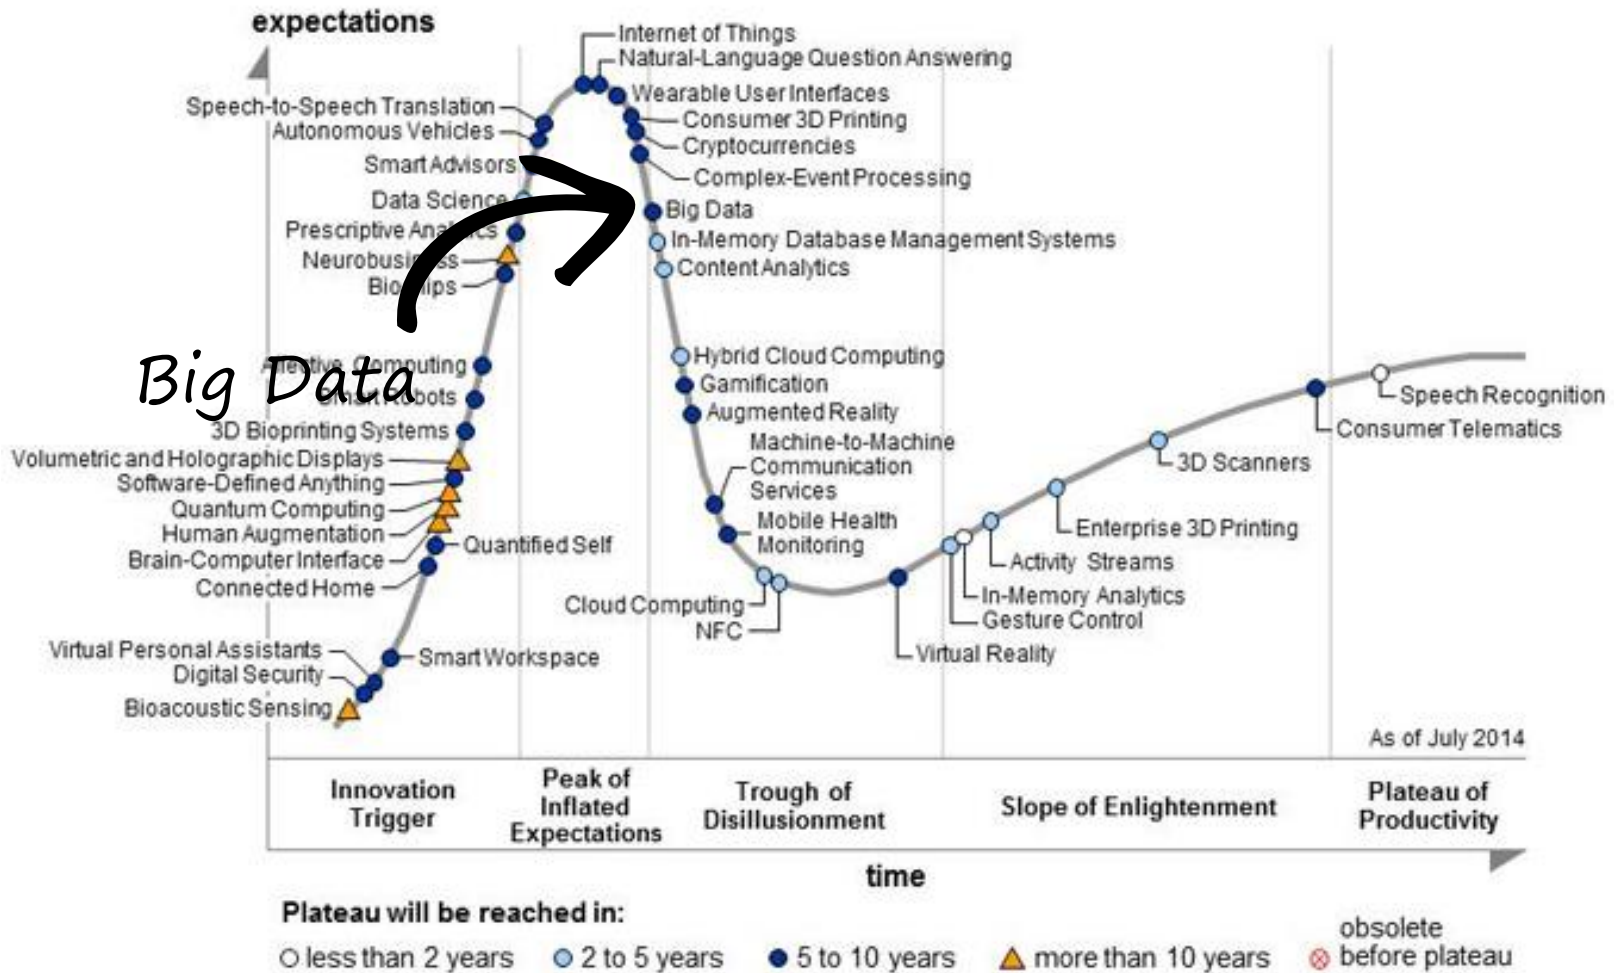 expectations
Internet of Things
Natural-Language Question Answering
Wearable User Interfaces
Consumer 3D Printing
Cryptocurrencies
Complex-Event Processing
Big Data
In-Memory Database Management Systems
Content Analytics
Hybrid Cloud Computing
Gamification
Augmented Reality
Machine-to-Machine
Communication
Services
Mobile Health
Monitoring
Speech-to-Speech Translation
Autonomous Vehicles
Smart Advisors
Data Science
Prescriptive Analytics
Neurobusiness
Biochips
Big Data
Affective Computing
Smart Robots
3D Bioprinting Systems
Volumetric and Holographic Displays
Software-Defined Anything
Quantum Computing
Human Augmentation
Brain-Computer Interface
Connected Home
Quantified Self
Virtual Personal Assistants
Digital Security
Bioacoustic Sensing
Smart Workspace
Cloud Computing
NFC
Virtual Reality
Gesture Control
In-Memory Analytics
Activity Streams
Enterprise 3D Printing
3D Scanners
Consumer Telematics
Speech Recognition
As of July 2014
Innovation
Trigger
Peak of
Inflated
Expectations
Trough of
Disillusionment
Slope of Enlightenment
Plateau of
Productivity
time
Plateau will be reached in:
less than 2 years
2 to 5 years
5 to 10 years
more than 10 years
obsolete
before plateau